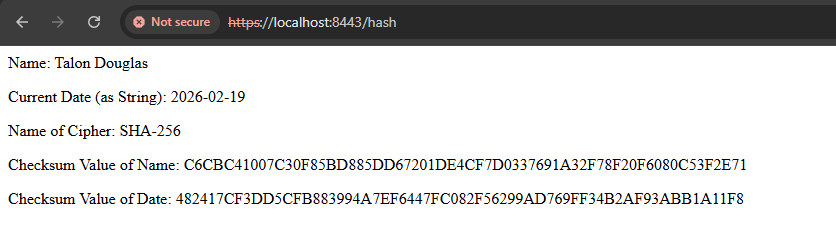 Not secure https://localhost:8443/hash
Name: Talon Douglas
Current Date (as String): 2026-02-19
Name of Cipher: SHA-256
Checksum Value of Name: C6CBC41007C30F85BD885DD67201DE4CF7D0337691A32F78F20F6080C53F2E71
Checksum Value of Date: 482417CF3DD5CFB883994A7EF6447FC082F56299AD769FF34B2AF93ABB1A11F8